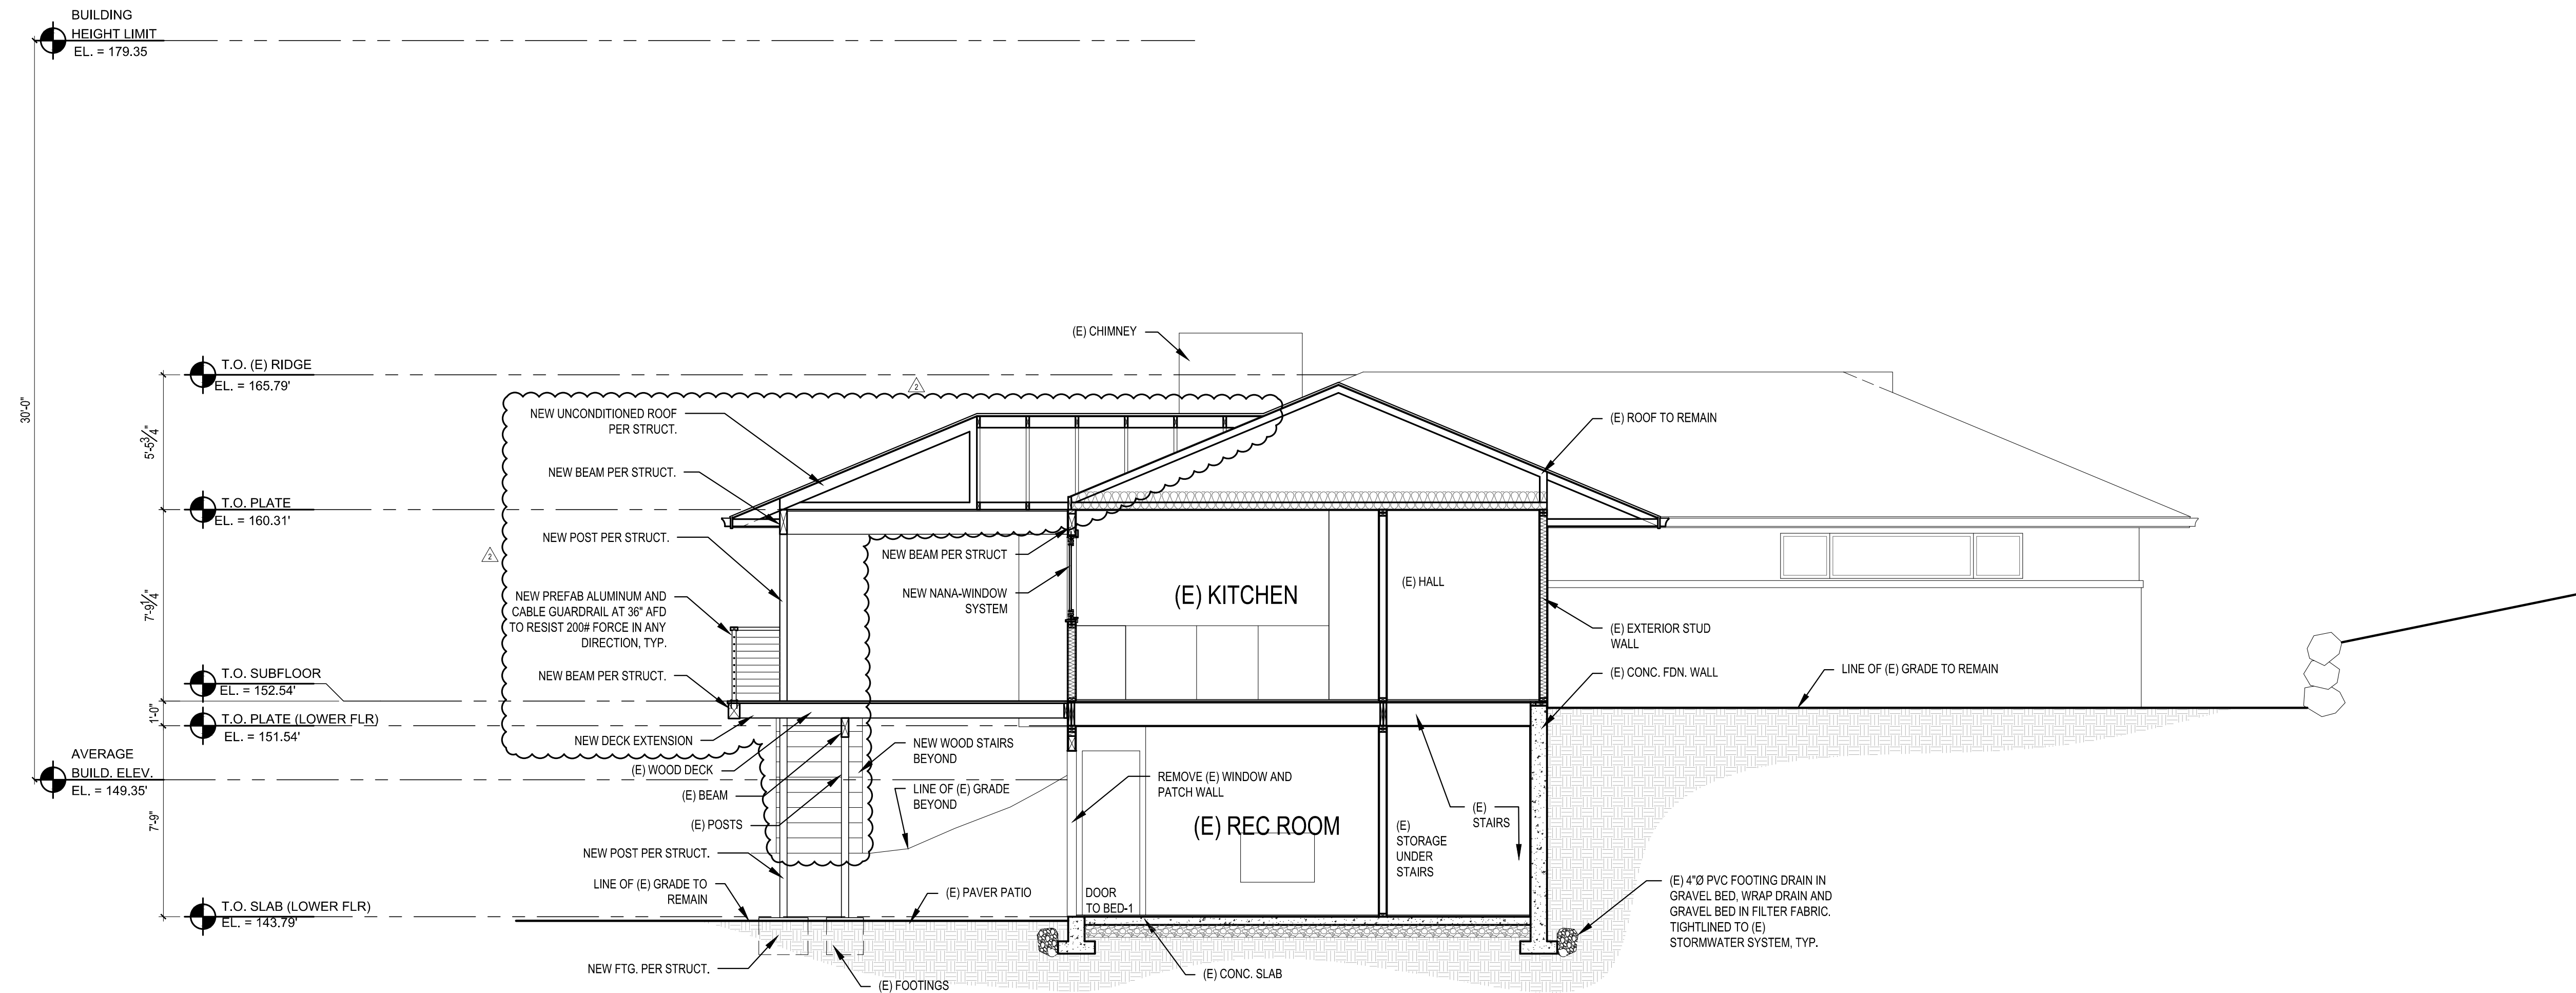 BUILDING
HEIGHT LIMIT
EL. = 179.35
30'-0"
T.O. (E) RIDGE
EL. = 165.79'
5'-5 3/4"
T.O. PLATE
EL. = 160.31'
7'-9 1/4"
T.O. SUBFLOOR
EL. = 152.54'
1'-0"
T.O. PLATE (LOWER FLR)
EL. = 151.54'
AVERAGE
BUILD. ELEV.
EL. = 149.35'
7'-9"
T.O. SLAB (LOWER FLR)
EL. = 143.79'
2
2
NEW UNCONDITIONED ROOF
PER STRUCT.
NEW BEAM PER STRUCT.
NEW POST PER STRUCT.
NEW PREFAB ALUMINUM AND
CABLE GUARDRAIL AT 36" AFD
TO RESIST 200# FORCE IN ANY
DIRECTION, TYP.
NEW BEAM PER STRUCT.
NEW DECK EXTENSION
(E) WOOD DECK
(E) BEAM
(E) POSTS
NEW POST PER STRUCT.
LINE OF (E) GRADE TO
REMAIN
NEW FTG. PER STRUCT.
(E) FOOTINGS
(E) CHIMNEY
NEW BEAM PER STRUCT
NEW NANA-WINDOW
SYSTEM
NEW WOOD STAIRS
BEYOND
LINE OF (E) GRADE
BEYOND
(E) PAVER PATIO
(E) KITCHEN
(E) HALL
REMOVE (E) WINDOW AND
PATCH WALL
(E) REC ROOM
DOOR
TO BED-1
(E)
STORAGE
UNDER
STAIRS
(E)
STAIRS
(E) CONC. SLAB
(E) ROOF TO REMAIN
(E) EXTERIOR STUD
WALL
(E) CONC. FDN. WALL
LINE OF (E) GRADE TO REMAIN
(E) 4"Ø PVC FOOTING DRAIN IN
GRAVEL BED, WRAP DRAIN AND
GRAVEL BED IN FILTER FABRIC.
TIGHTLINED TO (E)
STORMWATER SYSTEM, TYP.